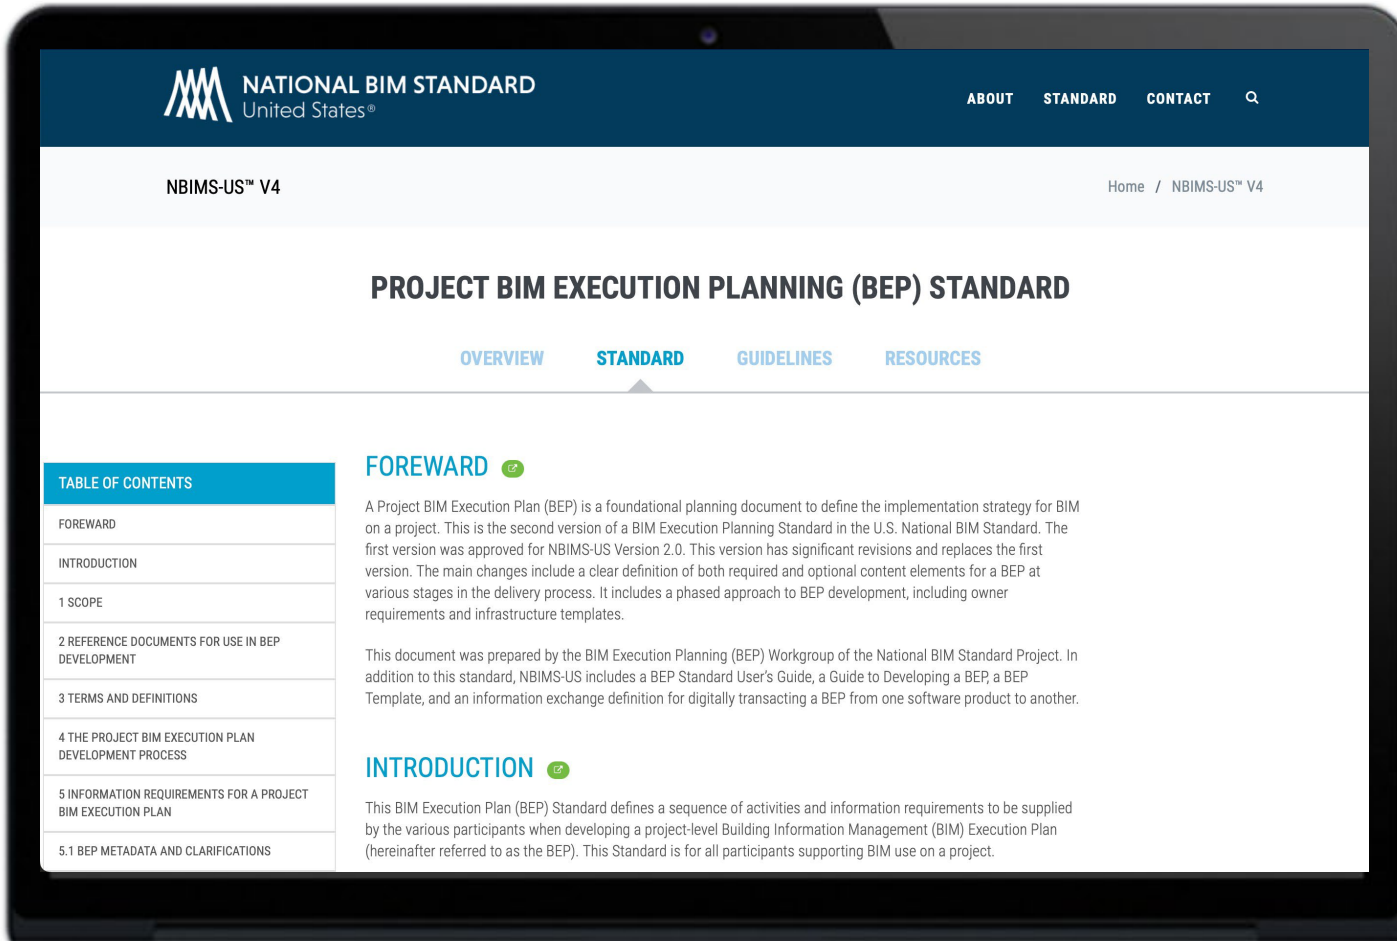 NATIONAL BIM STANDARD
United States®
ABOUT STANDARD CONTACT
NBIMS-US™ V4
Home / NBIMS-US™ V4
PROJECT BIM EXECUTION PLANNING (BEP) STANDARD
OVERVIEW STANDARD GUIDELINES RESOURCES
TABLE OF CONTENTS
FOREWARD
INTRODUCTION
1 SCOPE
2 REFERENCE DOCUMENTS FOR USE IN BEP
DEVELOPMENT
3 TERMS AND DEFINITIONS
4 THE PROJECT BIM EXECUTION PLAN
DEVELOPMENT PROCESS
5 INFORMATION REQUIREMENTS FOR A PROJECT
BIM EXECUTION PLAN
5.1 BEP METADATA AND CLARIFICATIONS
FOREWARD
A Project BIM Execution Plan (BEP) is a foundational planning document to define the implementation strategy for BIM
on a project. This is the second version of a BIM Execution Planning Standard in the U.S. National BIM Standard. The
first version was approved for NBIMS-US Version 2.0. This version has significant revisions and replaces the first
version. The main changes include a clear definition of both required and optional content elements for a BEP at
various stages in the delivery process. It includes a phased approach to BEP development, including owner
requirements and infrastructure templates.
This document was prepared by the BIM Execution Planning (BEP) Workgroup of the National BIM Standard Project. In
addition to this standard, NBIMS-US includes a BEP Standard User's Guide, a Guide to Developing a BEP, a BEP
Template, and an information exchange definition for digitally transacting a BEP from one software product to another.
INTRODUCTION
This BIM Execution Plan (BEP) Standard defines a sequence of activities and information requirements to be supplied
by the various participants when developing a project-level Building Information Management (BIM) Execution Plan
(hereinafter referred to as the BEP). This Standard is for all participants supporting BIM use on a project.